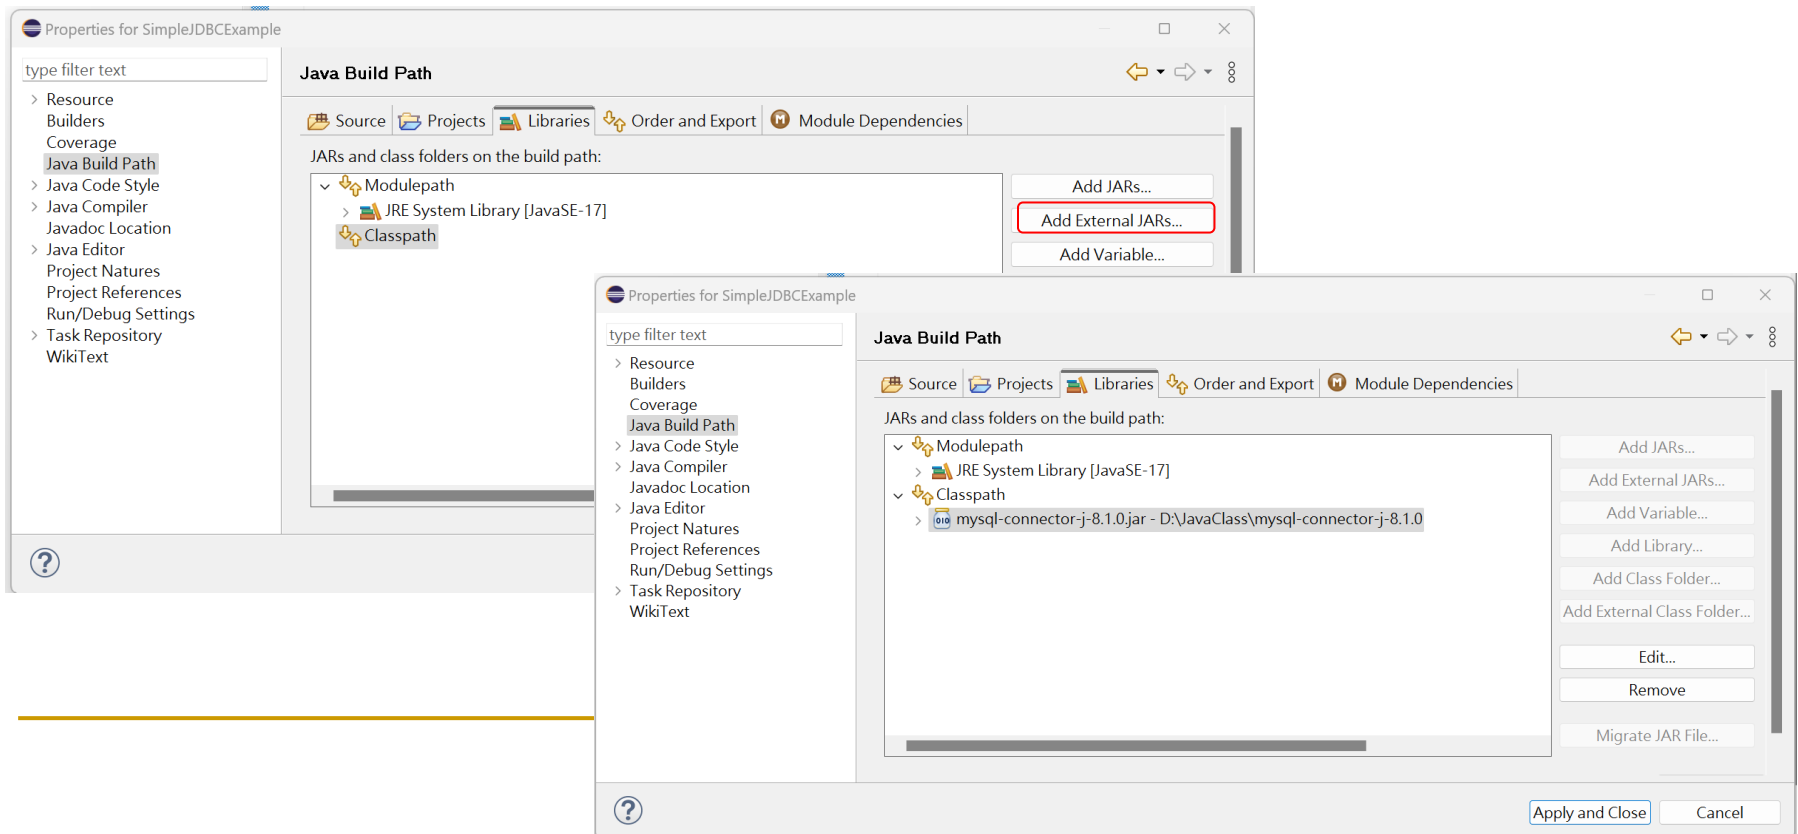 Properties for SimpleJDBCExample
type filter text
Resource
Builders
Coverage
Java Build Path
Java Code Style
Java Compiler
Javadoc Location
Java Editor
Project Natures
Project References
Run/Debug Settings
Task Repository
WikiText
Java Build Path
Source Projects Libraries Order and Export Module Dependencies
JARs and class folders on the build path:
Modulepath
JRE System Library [JavaSE-17]
Classpath
Add JARs...
Add External JARs...
Add Variable...
Properties for SimpleJDBCExample
type filter text
Resource
Builders
Coverage
Java Build Path
Java Code Style
Java Compiler
Javadoc Location
Java Editor
Project Natures
Project References
Run/Debug Settings
Task Repository
WikiText
Java Build Path
Source Projects Libraries Order and Export Module Dependencies
JARs and class folders on the build path:
Modulepath
JRE System Library [JavaSE-17]
Classpath
mysql-connector-j-8.1.0.jar - D:\JavaClass\mysql-connector-j-8.1.0
Add JARs...
Add External JARs...
Add Variable...
Add Library...
Add Class Folder...
Add External Class Folder...
Edit...
Remove
Migrate JAR File...
Apply and Close
Cancel